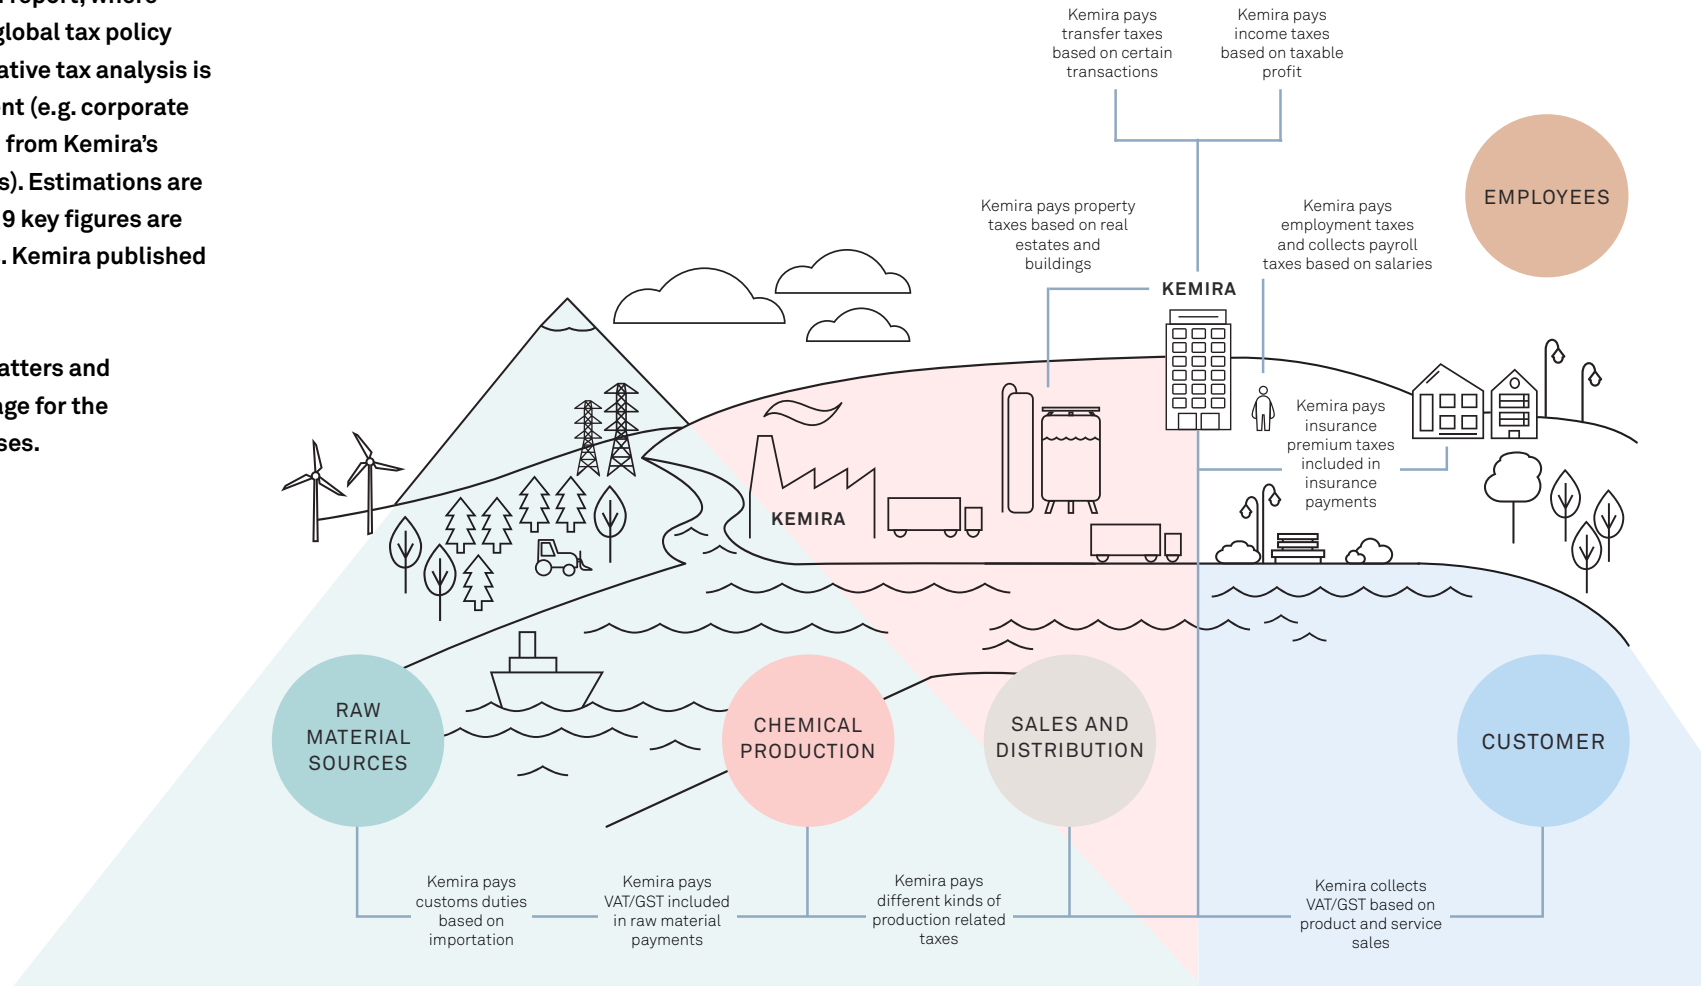 global tax policy
ative tax analysis is
nt (e.g. corporate
from Kemira's
s). Estimations are
9 key figures are
. Kemira published
atters and
age for the
ses.
Kemira pays
transfer taxes
based on certain
transactions
Kemira pays
income taxes
based on taxable
profit
EMPLOYEES
Kemira pays property
taxes based on real
estates and
buildings
Kemira pays
employment taxes
and collects payroll
taxes based on salaries
KEMIRA
Kemira pays
insurance
premium taxes
included in
insurance
payments
KEMIRA
RAW
MATERIAL
SOURCES
CHEMICAL
PRODUCTION
SALES AND
DISTRIBUTION
CUSTOMER
Kemira pays
customs duties
based on
importation
Kemira pays
VAT/GST included
in raw material
payments
Kemira pays
different kinds of
production related
taxes
Kemira collects
VAT/GST based on
product and service
sales